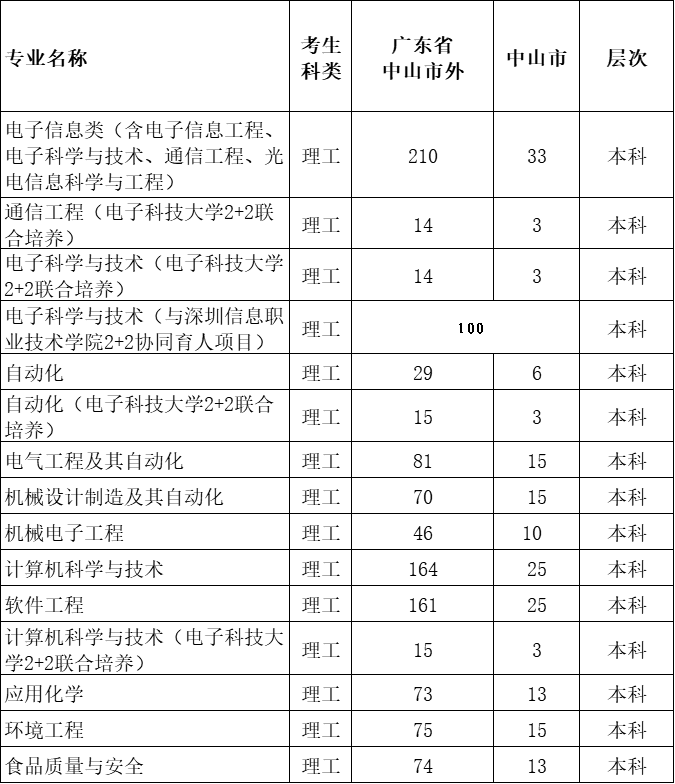 专业名称 考生科类 广东省中山市外 中山市 层次
电子信息类（含电子信息工程、
电子科学与技术、通信工程、光 理工 210 33 本科
电信息科学与工程）
通信工程（电子科技大学2+2联
合培养） 理工 14 3 本科
电子科学与技术（电子科技大学
2+2联合培养） 理工 14 3 本科
电子科学与技术（与深圳信息职
业技术学院2+2协同育人项目） 理工 100 本科
自动化 理工 29 6 本科
自动化（电子科技大学2+2联合
培养） 理工 15 3 本科
电气工程及其自动化 理工 81 15 本科
机械设计制造及其自动化 理工 70 15 本科
机械电子工程 理工 46 10 本科
计算机科学与技术 理工 164 25 本科
软件工程 理工 161 25 本科
计算机科学与技术（电子科技大
学2+2联合培养） 理工 15 3 本科
应用化学 理工 73 13 本科
环境工程 理工 75 15 本科
食品质量与安全 理工 74 13 本科